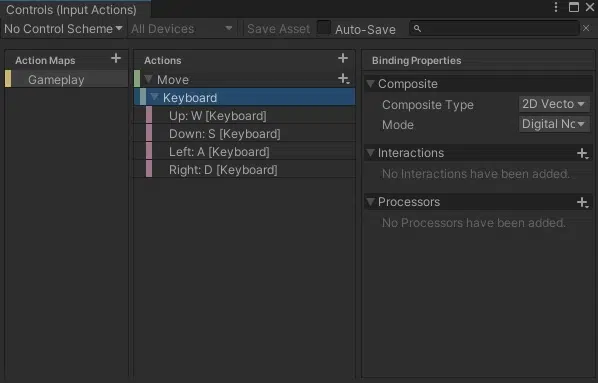 Controls (Input Actions)
No Control Scheme All Devices Save Asset Auto-Save
Action Maps
Gameplay
Actions
Move
Keyboard
Up: W [Keyboard]
Down: S [Keyboard]
Left: A [Keyboard]
Right: D [Keyboard]
Binding Properties
Composite
Composite Type 2D Vecto
Mode Digital Nc
Interactions
No Interactions have been added.
Processors
No Processors have been added.